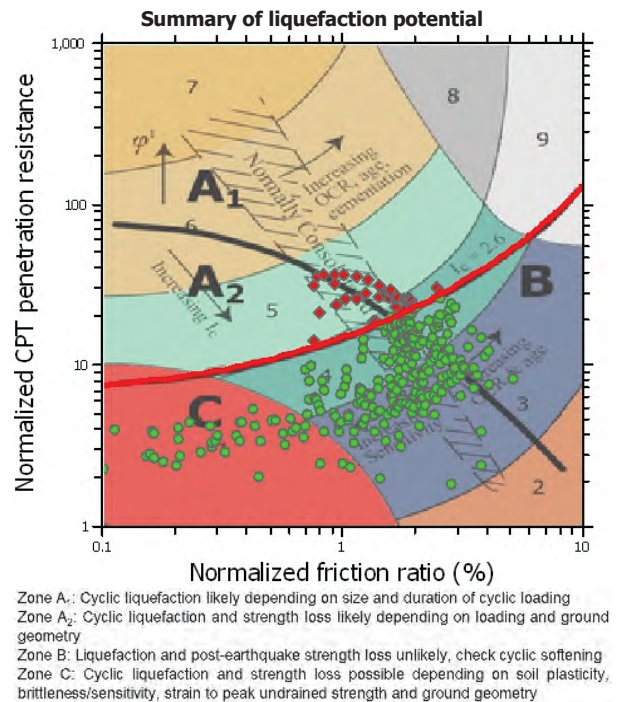 Summary of liquefaction potential
Normalized CPT penetration resistance
1,000
100
10
1
7
8
9
φ'
Increasing
OCR, age,
cementation
Normally
A1
6
Ic = 2.6
A2
Increasing Ic
5
B
4
C
Sensitivity
3
2
0.1
1
10
Normalized friction ratio (%)
Zone A1: Cyclic liquefaction likely depending on size and duration of cyclic loading
Zone A2: Cyclic liquefaction and strength loss likely depending on loading and ground
geometry
Zone B: Liquefaction and post-earthquake strength loss unlikely, check cyclic softening
Zone C: Cyclic liquefaction and strength loss possible depending on soil plasticity,
brittleness/sensitivity, strain to peak undrained strength and ground geometry